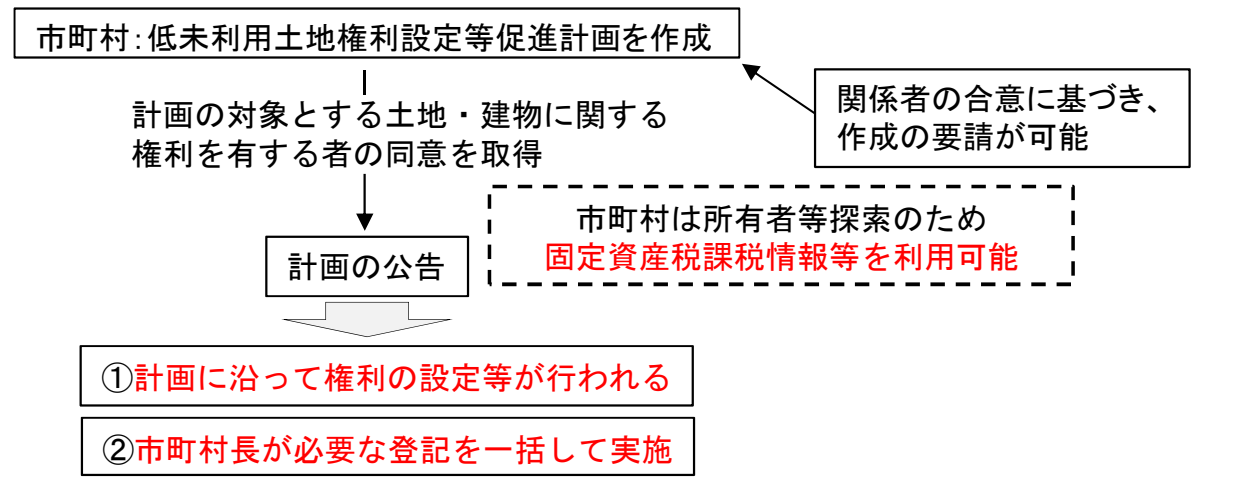 市町村:低未利用土地権利設定等促進計画を作成
関係者の合意に基づき、
作成の要請が可能
計画の対象とする土地・建物に関する
権利を有する者の同意を取得
市町村は所有者等探索のため
固定資産税課税情報等を利用可能
計画の公告
①計画に沿って権利の設定等が行われる
②市町村長が必要な登記を一括して実施